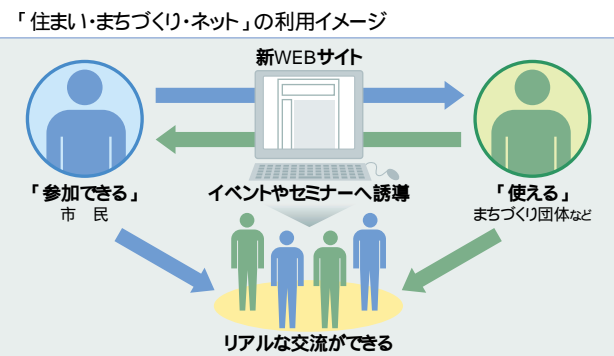 「住まい・まちづくり・ネット」の利用イメージ
新WEBサイト
「参加できる」
市　民
イベントやセミナーへ誘導
「使える」
まちづくり団体など
リアルな交流ができる